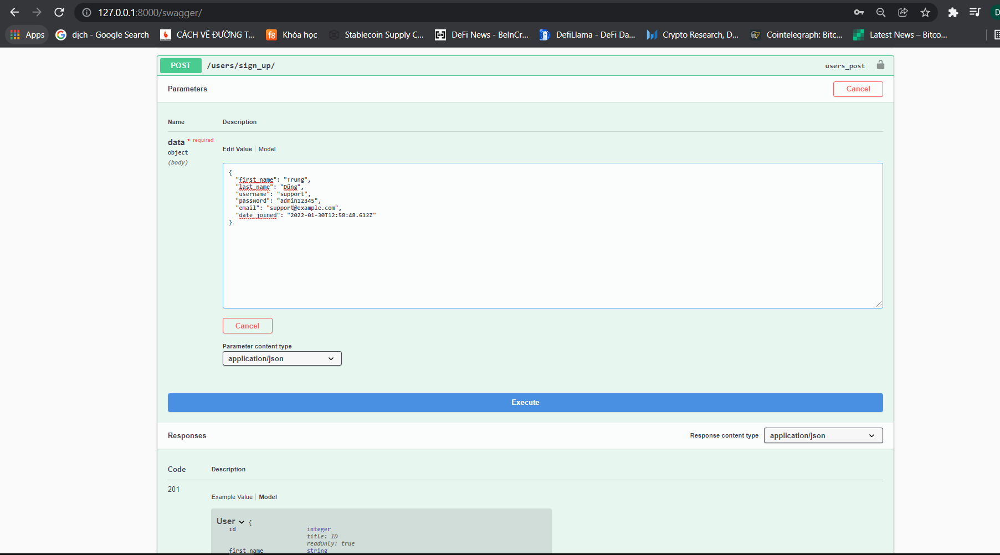 127.0.0.1:8000/swagger/
D
Apps
dịch - Google Search
CÁCH VẼ ĐƯỜNG T...
f8
Khóa học
Stablecoin Supply C...
DeFi News - BeInCr...
DefiLlama - DeFi Da...
Crypto Research, D...
Cointelegraph: Bitc...
Latest News – Bitco...
POST /users/sign_up/ users_post
Parameters Cancel
Name Description
data * required
object
(body)
Edit Value Model
{
"first_name": "Trung",
"last_name": "Dũng",
"username": "support",
"password": "admin12345",
"email": "support@example.com",
"date_joined": "2022-01-30T12:58:48.612Z"
}
Cancel
Parameter content type
application/json
Execute
Responses Response content type application/json
Code Description
201
Example Value Model
User {
id integer
title: ID
readOnly: true
first_name string